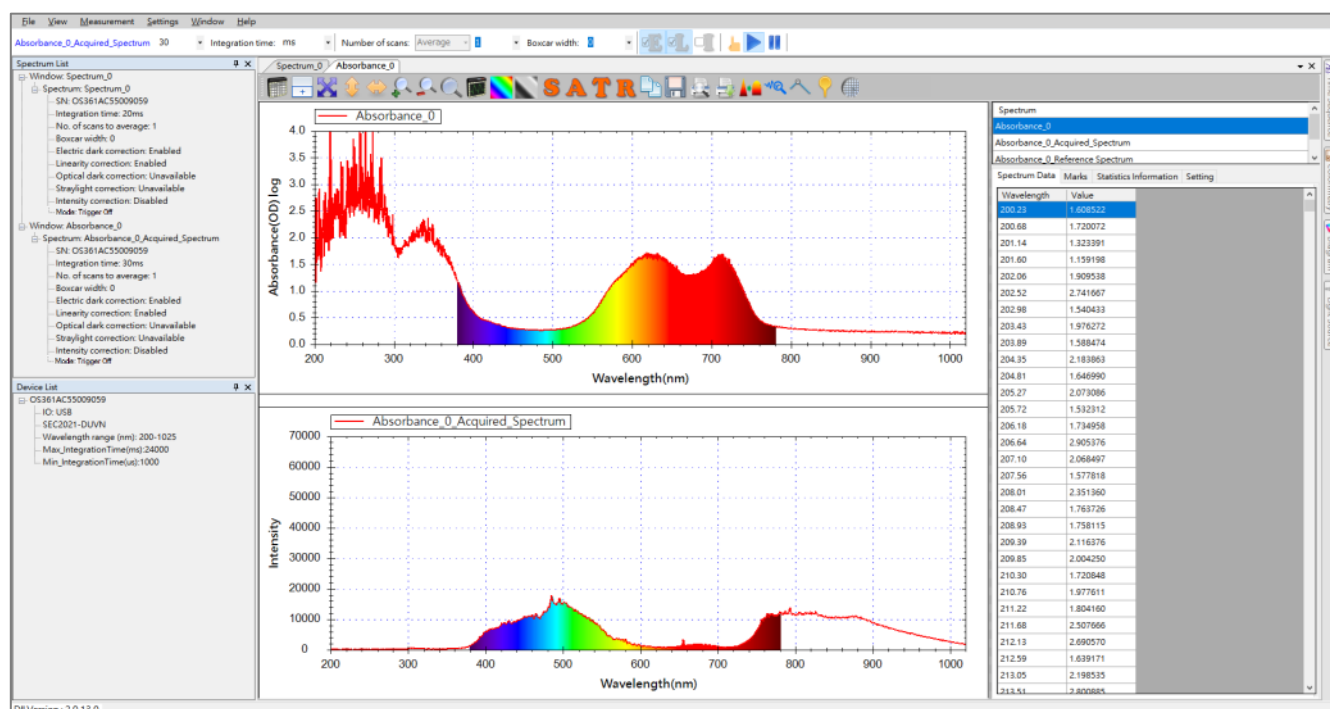 File View Measurement Settings Window Help
Absorbance_0_Acquired_Spectrum 30 Integration time: ms Number of scans: Average 1 Boxcar width: 0
Spectrum List
Window: Spectrum_0
Spectrum: Spectrum_0
SN: OS361AC55009059
Integration time: 20ms
No. of scans to average: 1
Boxcar width: 0
Electric dark correction: Enabled
Linearity correction: Enabled
Optical dark correction: Unavailable
Straylight correction: Unavailable
Intensity correction: Disabled
Mode: Trigger Off
Window: Absorbance_0
Spectrum: Absorbance_0_Acquired_Spectrum
SN: OS361AC55009059
Integration time: 30ms
No. of scans to average: 1
Boxcar width: 0
Electric dark correction: Enabled
Linearity correction: Enabled
Optical dark correction: Unavailable
Straylight correction: Unavailable
Intensity correction: Disabled
Mode: Trigger Off
Device List
OS361AC55009059
IO: USB
SEC2021-DUVN
Wavelength range (nm): 200-1025
Max_IntegrationTime(ms):24000
Min_IntegrationTime(us):1000
Spectrum_0 Absorbance_0
S A T R
Absorbance_0
Absorbance(OD) log
4.0
3.5
3.0
2.5
2.0
1.5
1.0
0.5
0.0
200 300 400 500 600 700 800 900 1000
Wavelength(nm)
Absorbance_0_Acquired_Spectrum
Intensity
70000
60000
50000
40000
30000
20000
10000
0
200 300 400 500 600 700 800 900 1000
Wavelength(nm)
Spectrum
Absorbance_0
Absorbance_0_Acquired_Spectrum
Absorbance_0_Reference Spectrum
Spectrum Data Marks Statistics Information Setting
Wavelength Value
200.23 1.608522
200.68 1.720072
201.14 1.323391
201.60 1.159198
202.06 1.909538
202.52 2.741667
202.98 1.540433
203.43 1.976272
203.89 1.588474
204.35 2.183863
204.81 1.646990
205.27 2.073086
205.72 1.532312
206.18 1.734958
206.64 2.905376
207.10 2.068497
207.56 1.577818
208.01 2.351360
208.47 1.763726
208.93 1.758115
209.39 2.116376
209.85 2.004250
210.30 1.720848
210.76 1.977611
211.22 1.804160
211.68 2.507666
212.13 2.690570
212.59 1.639171
213.05 2.198535
213.51 2.800885